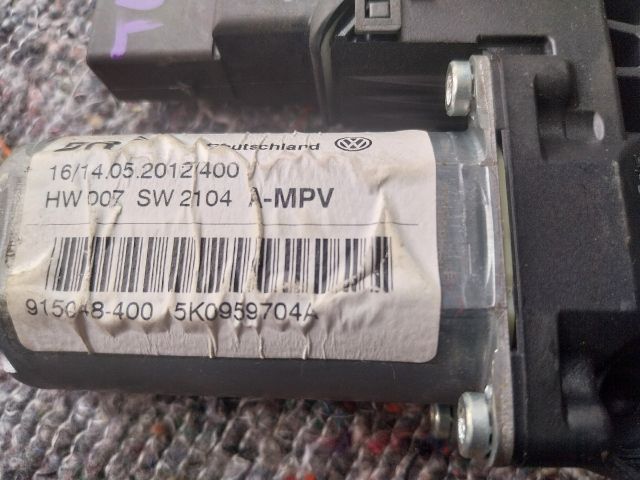 Deutschland
16/14.05.2012/400
HW 007 SW 2104 A-MPV
915048-400 5K0959704A